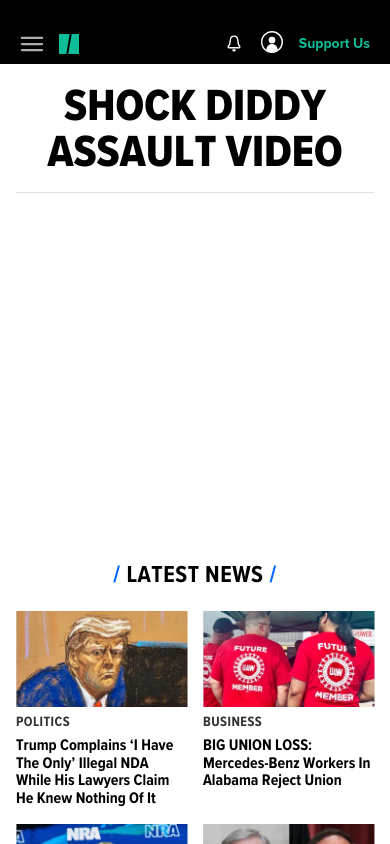 Support Us
SHOCK DIDDY
ASSAULT VIDEO
/ LATEST NEWS /
FUTURE
UAW
MEMBER
FUTURE
UAW
MEMBER
POLITICS
Trump Complains ‘I Have
The Only’ Illegal NDA
While His Lawyers Claim
He Knew Nothing Of It
BUSINESS
BIG UNION LOSS:
Mercedes-Benz Workers In
Alabama Reject Union
NRA
NRA